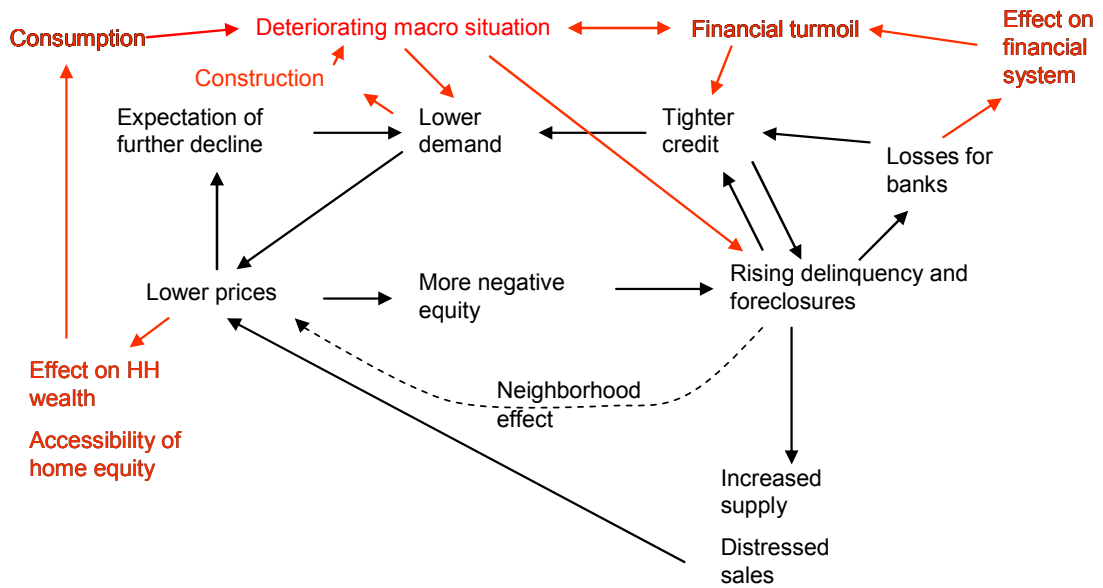 Consumption
Deteriorating macro situation
Financial turmoil
Effect on
financial
system
Construction
Expectation of
further decline
Lower
demand
Tighter
credit
Losses for
banks
Lower prices
More negative
equity
Rising delinquency and
foreclosures
Effect on HH
wealth
Accessibility of
home equity
Neighborhood
effect
Increased
supply
Distressed
sales